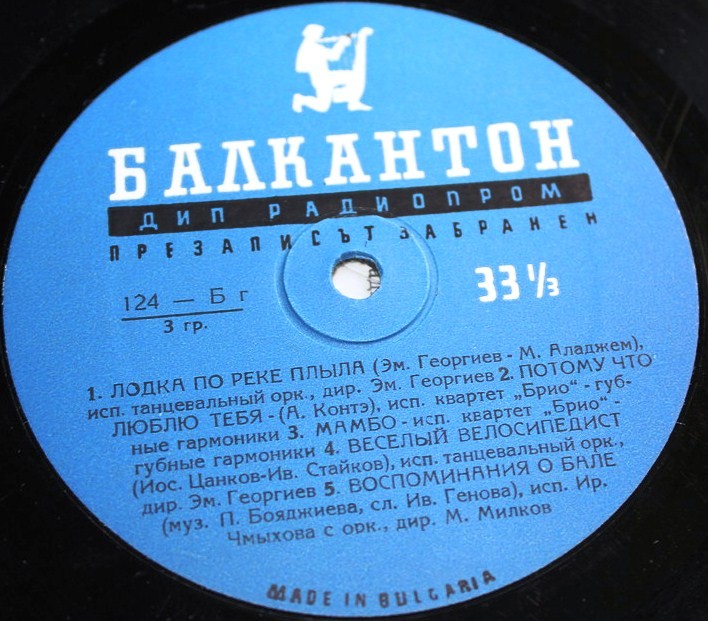 БАЛКАНТОН
ДИП РАДИОПРОМ
ПРЕЗАПИСЪТ ЗАБРАНЕН
124 — Б г
3 гр.
33 ⅓
1. ЛОДКА ПО РЕКЕ ПЛЫЛА (Эм. Георгиев - М. Аладжем),
исп. танцевальный орк., дир. Эм. Георгиев 2. ПОТОМУ ЧТО
ЛЮБЛЮ ТЕБЯ - (А. Контэ), исп. квартет „Брио" - губ-
ные гармоники 3. МАМБО - исп. квартет „Брио" -
губные гармоники 4. ВЕСЕЛЫЙ ВЕЛОСИПЕДИСТ
(Иос. Цанков-Ив. Стайков), исп. танцевальный орк.,
дир. Эм. Георгиев 5. ВОСПОМИНАНИЯ О БАЛЕ
(муз. П. Бояджиева, сл. Ив. Генова), исп. Ир.
Чмыхова с орк., дир. М. Милков
MADE IN BULGARIA